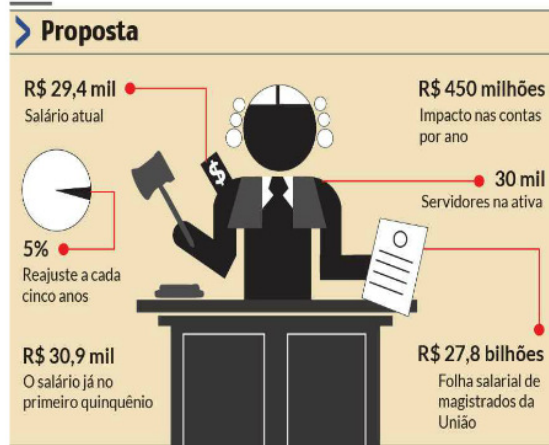 Proposta
R$ 29,4 mil
Salário atual
5%
Reajuste a cada
cinco anos
R$ 30,9 mil
O salário já no
primeiro quinquênio
$
R$ 450 milhões
Impacto nas contas
por ano
30 mil
Servidores na ativa
R$ 27,8 bilhões
Folha salarial de
magistrados da
União